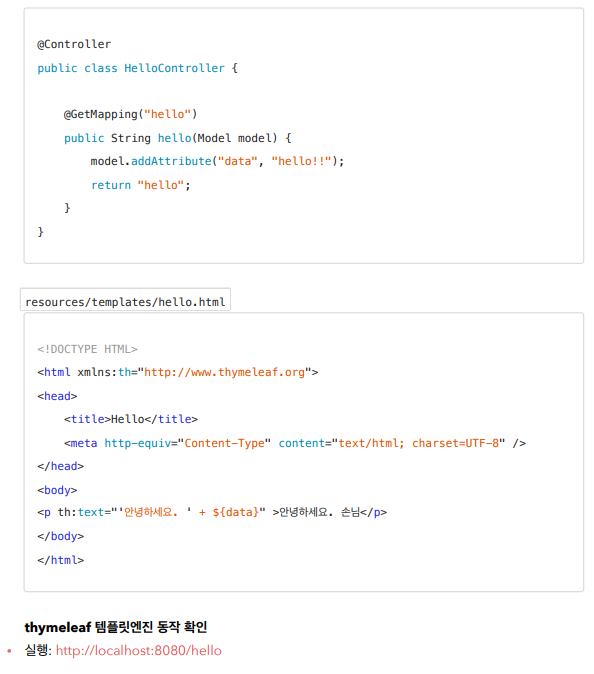 @Controller
public class HelloController {
@GetMapping("hello")
public String hello(Model model) {
model.addAttribute("data", "hello!!");
return "hello";
}
}
resources/templates/hello.html
<!DOCTYPE HTML>
<html xmlns:th="http://www.thymeleaf.org">
<head>
<title>Hello</title>
<meta http-equiv="Content-Type" content="text/html; charset=UTF-8" />
</head>
<body>
<p th:text="'안녕하세요. ' + ${data}" >안녕하세요. 손님</p>
</body>
</html>
thymeleaf 템플릿엔진 동작 확인
• 실행: http://localhost:8080/hello